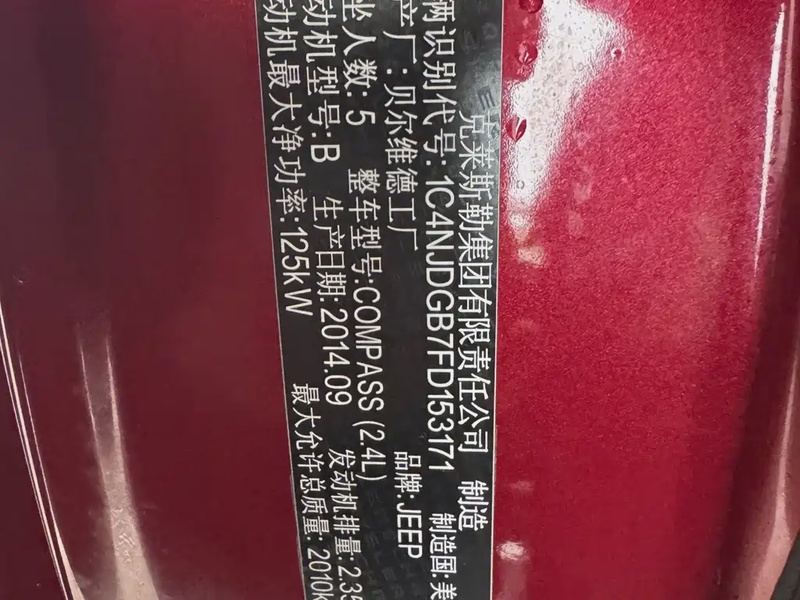 克莱斯勒集团有限责任公司 制造
辆识别代号: 1C4NJDGB7FD153171 制造国: 美
产厂: 贝尔维德工厂 品牌: JEEP
坐人数: 5 整车型号: COMPASS (2.4L) 发动机排量: 2.35
动机型号: B 生产日期: 2014.09 最大允许总质量: 2010k
动机最大净功率: 125kW